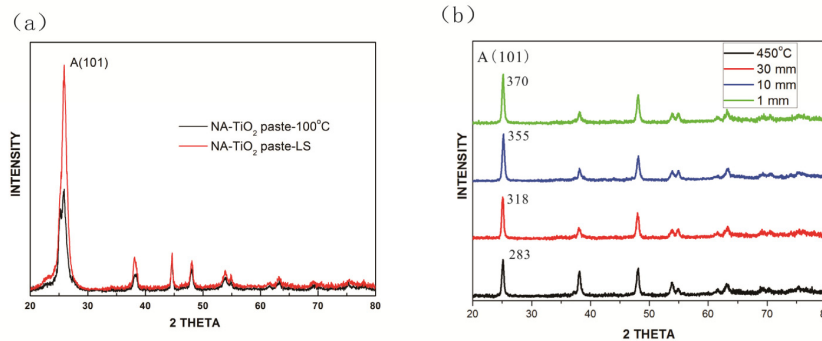 (a)
A(101)
NA-TiO₂ paste-100°C
NA-TiO₂ paste-LS
INTENSITY
20 30 40 50 60 70 80
2 THETA
(b)
A(101)
450°C
30 mm
10 mm
1 mm
370
355
318
283
INTENSITY
20 30 40 50 60 70 80
2 THETA